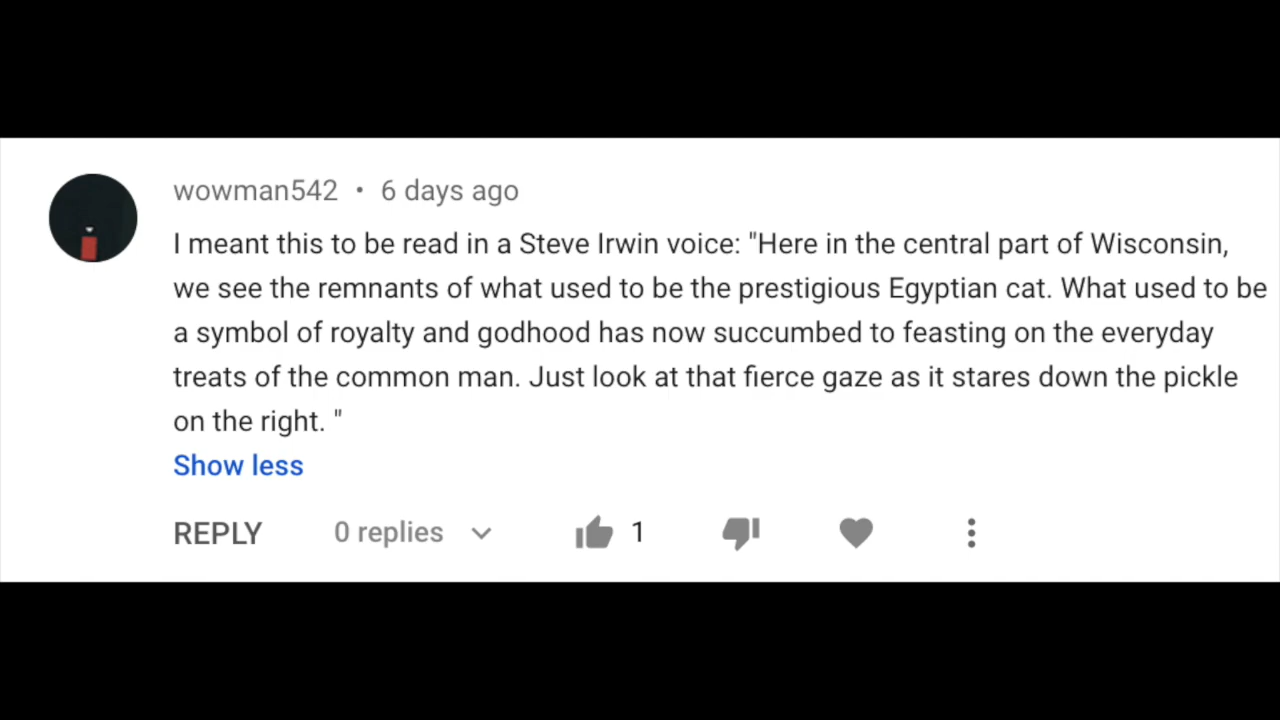 wowman542 • 6 days ago
I meant this to be read in a Steve Irwin voice: "Here in the central part of Wisconsin,
we see the remnants of what used to be the prestigious Egyptian cat. What used to be
a symbol of royalty and godhood has now succumbed to feasting on the everyday
treats of the common man. Just look at that fierce gaze as it stares down the pickle
on the right. "
Show less
REPLY 0 replies 1